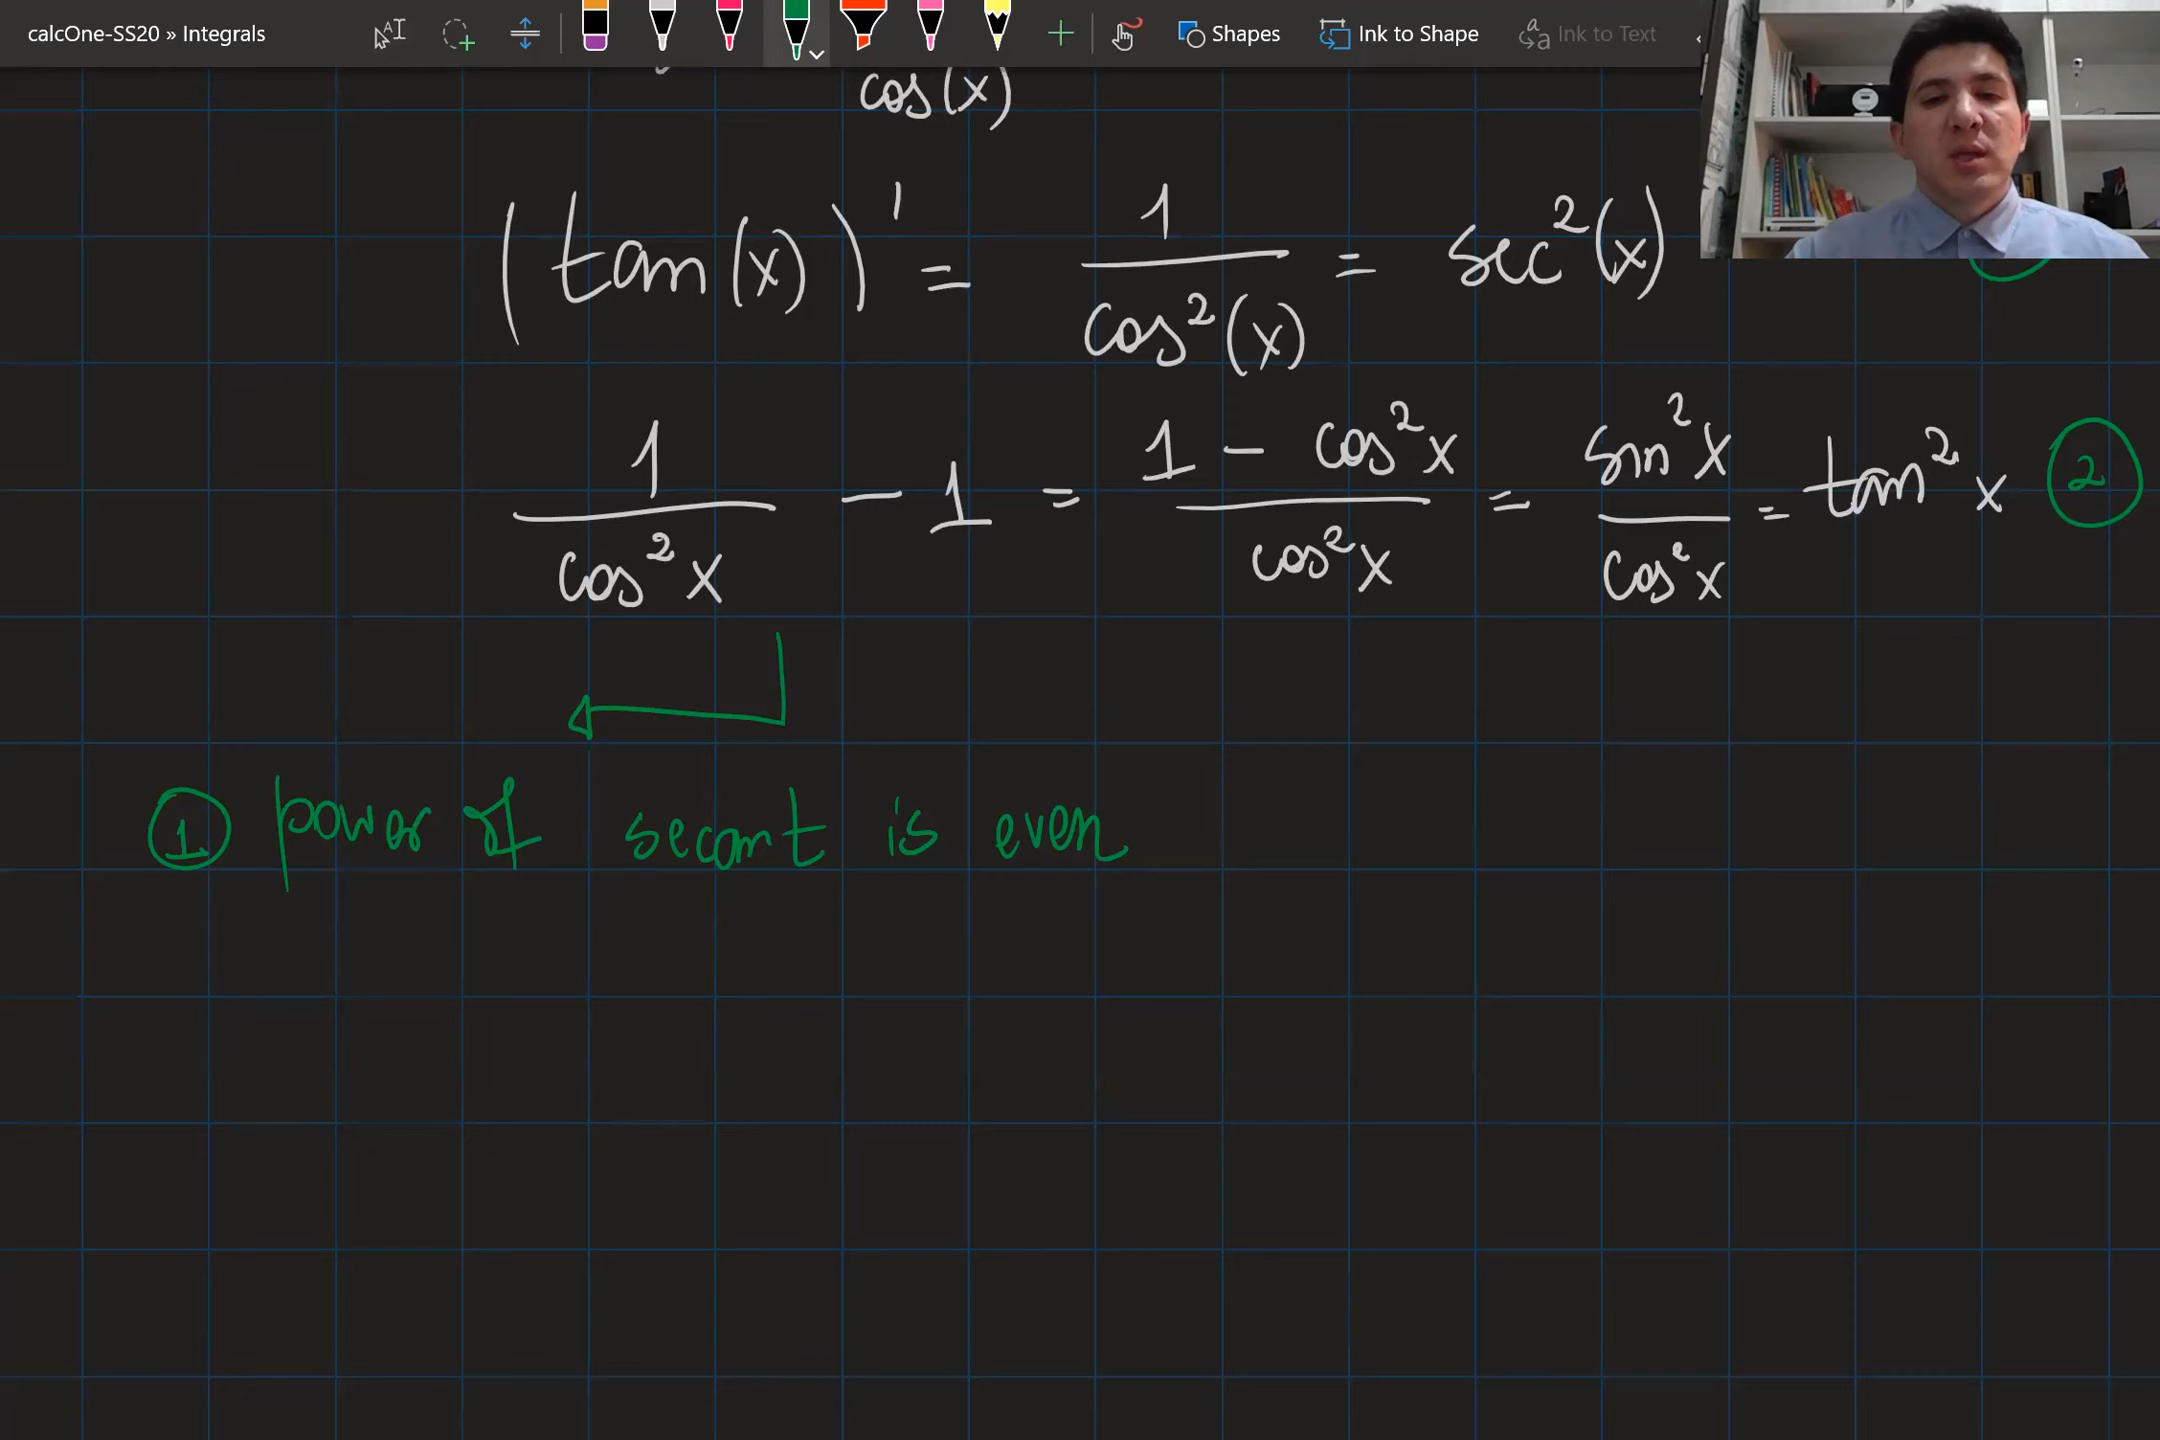 calcOne-SS20 » Integrals Shapes Ink to Shape Ink to Text
cos(x)
(tan(x))' = 1/cos²(x) = sec²(x)
1/cos²x - 1 = 1 - cos²x/cos²x = sin²x/cos²x = tan²x ②
① power of secant is even